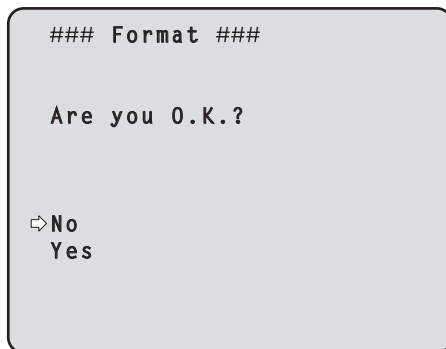 ### Format ###
Are you O.K.?
⇨No
Yes